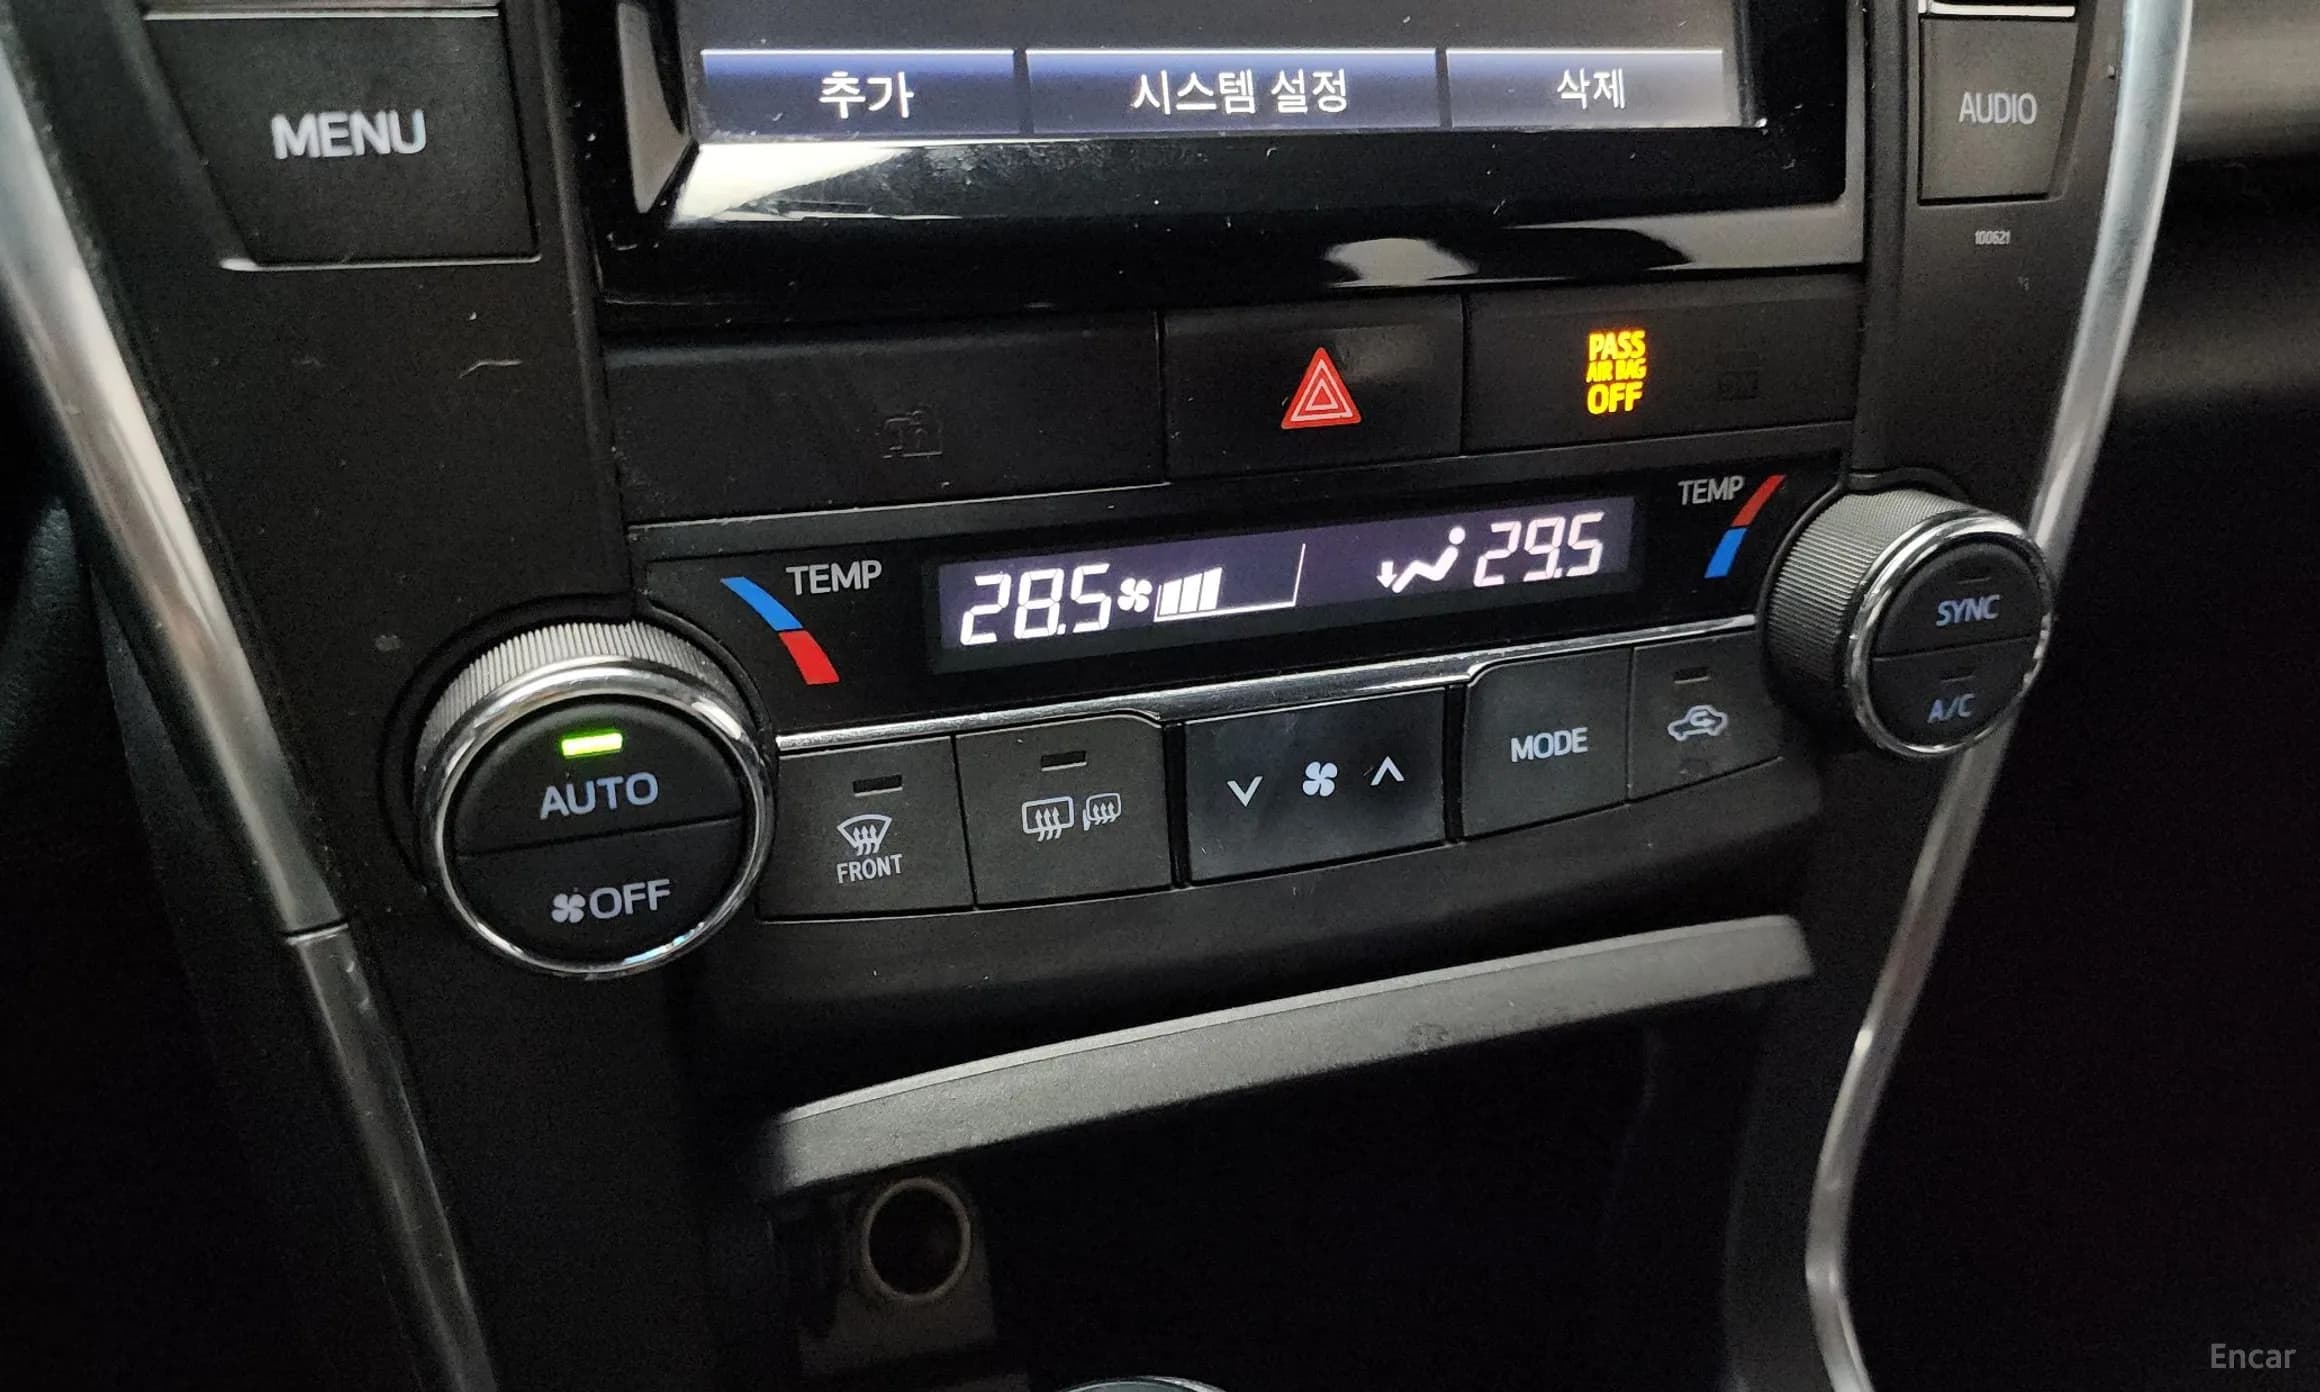 추가 시스템 설정 삭제
MENU
AUDIO
100621
PASS
AIR BAG
OFF
TEMP
28.5
29.5
TEMP
SYNC
A/C
AUTO
OFF
FRONT
MODE
Encar